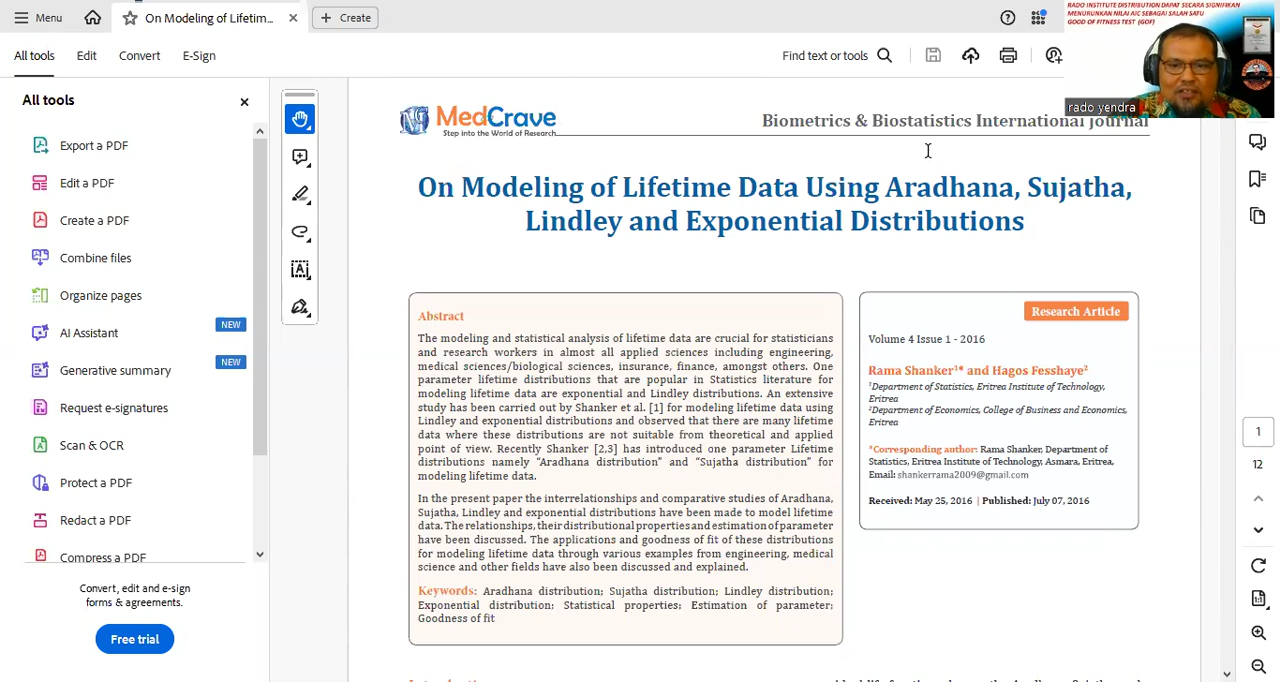 Menu
On Modeling of Lifetim...
Create
RADO INSTITUTE DISTRIBUTION DAPAT SECARA SIGNIFIKAN
MENURUNKAN NILAI AIC SEBAGAI SALAH SATU
GOOD OF FITNESS TEST (GOF)
All tools
Edit
Convert
E-Sign
Find text or tools
rado yendra
All tools
Export a PDF
Edit a PDF
Create a PDF
Combine files
Organize pages
AI Assistant
NEW
Generative summary
NEW
Request e-signatures
Scan & OCR
Protect a PDF
Redact a PDF
Compress a PDF
Convert, edit and e-sign
forms & agreements.
Free trial
MedCrave
Step into the World of Research
Biometrics & Biostatistics International Journal
On Modeling of Lifetime Data Using Aradhana, Sujatha,
Lindley and Exponential Distributions
Abstract
The modeling and statistical analysis of lifetime data are crucial for statisticians
and research workers in almost all applied sciences including engineering,
medical sciences/biological sciences, insurance, finance, amongst others. One
parameter lifetime distributions that are popular in Statistics literature for
modeling lifetime data are exponential and Lindley distributions. An extensive
study has been carried out by Shanker et al. [1] for modeling lifetime data using
Lindley and exponential distributions and observed that there are many lifetime
data where these distributions are not suitable from theoretical and applied
point of view. Recently Shanker [2,3] has introduced one parameter Lifetime
distributions namely “Aradhana distribution” and “Sujatha distribution” for
modeling lifetime data.
In the present paper the interrelationships and comparative studies of Aradhana,
Sujatha, Lindley and exponential distributions have been made to model lifetime
data. The relationships, their distributional properties and estimation of parameter
have been discussed. The applications and goodness of fit of these distributions
for modeling lifetime data through various examples from engineering, medical
science and other fields have also been discussed and explained.
Keywords: Aradhana distribution; Sujatha distribution; Lindley distribution;
Exponential distribution; Statistical properties; Estimation of parameter;
Goodness of fit
Research Article
Volume 4 Issue 1 - 2016
Rama Shanker1* and Hagos Fesshaye2
1Department of Statistics, Eritrea Institute of Technology,
Eritrea
2Department of Economics, College of Business and Economics,
Eritrea
*Corresponding author: Rama Shanker, Department of
Statistics, Eritrea Institute of Technology, Asmara, Eritrea,
Email: shankerrama2009@gmail.com
Received: May 25, 2016 | Published: July 07, 2016
1
12